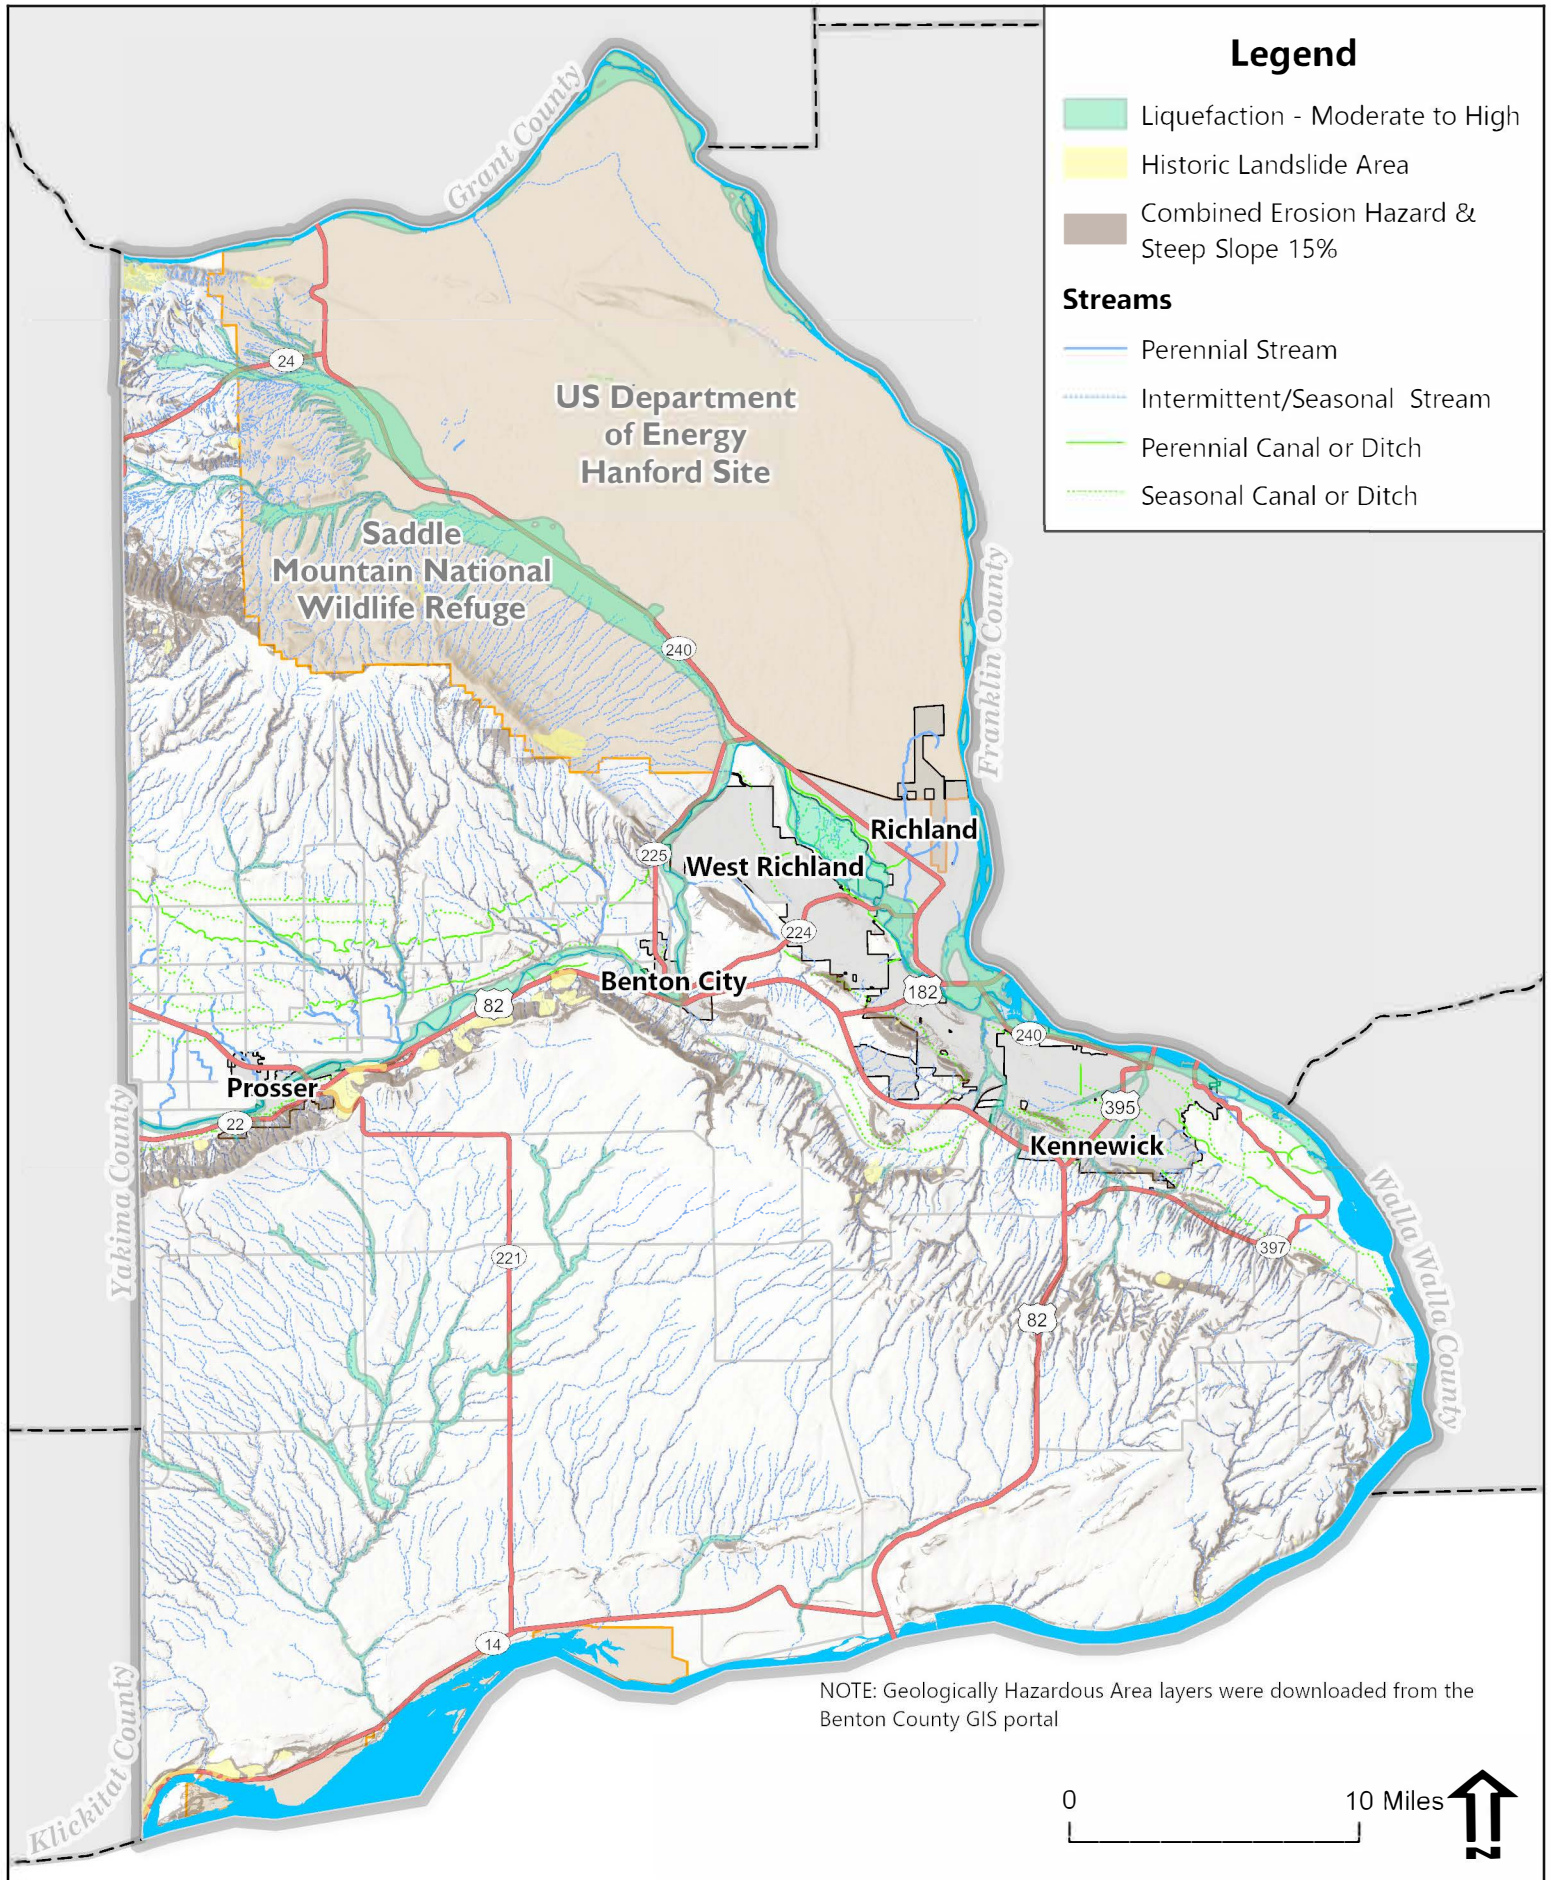 Legend
Liquefaction - Moderate to High
Historic Landslide Area
Combined Erosion Hazard &
Steep Slope 15%
Streams
Perennial Stream
Intermittent/Seasonal Stream
Perennial Canal or Ditch
Seasonal Canal or Ditch
Grant County
24
US Department
of Energy
Hanford Site
Saddle
Mountain National
Wildlife Refuge
240
Franklin County
Richland
225
West Richland
224
Benton City
182
82
240
Prosser
395
22
Kennewick
Yakima County
Walla Walla County
221
397
82
14
Klickitat County
NOTE: Geologically Hazardous Area layers were downloaded from the
Benton County GIS portal
0
10 Miles
N